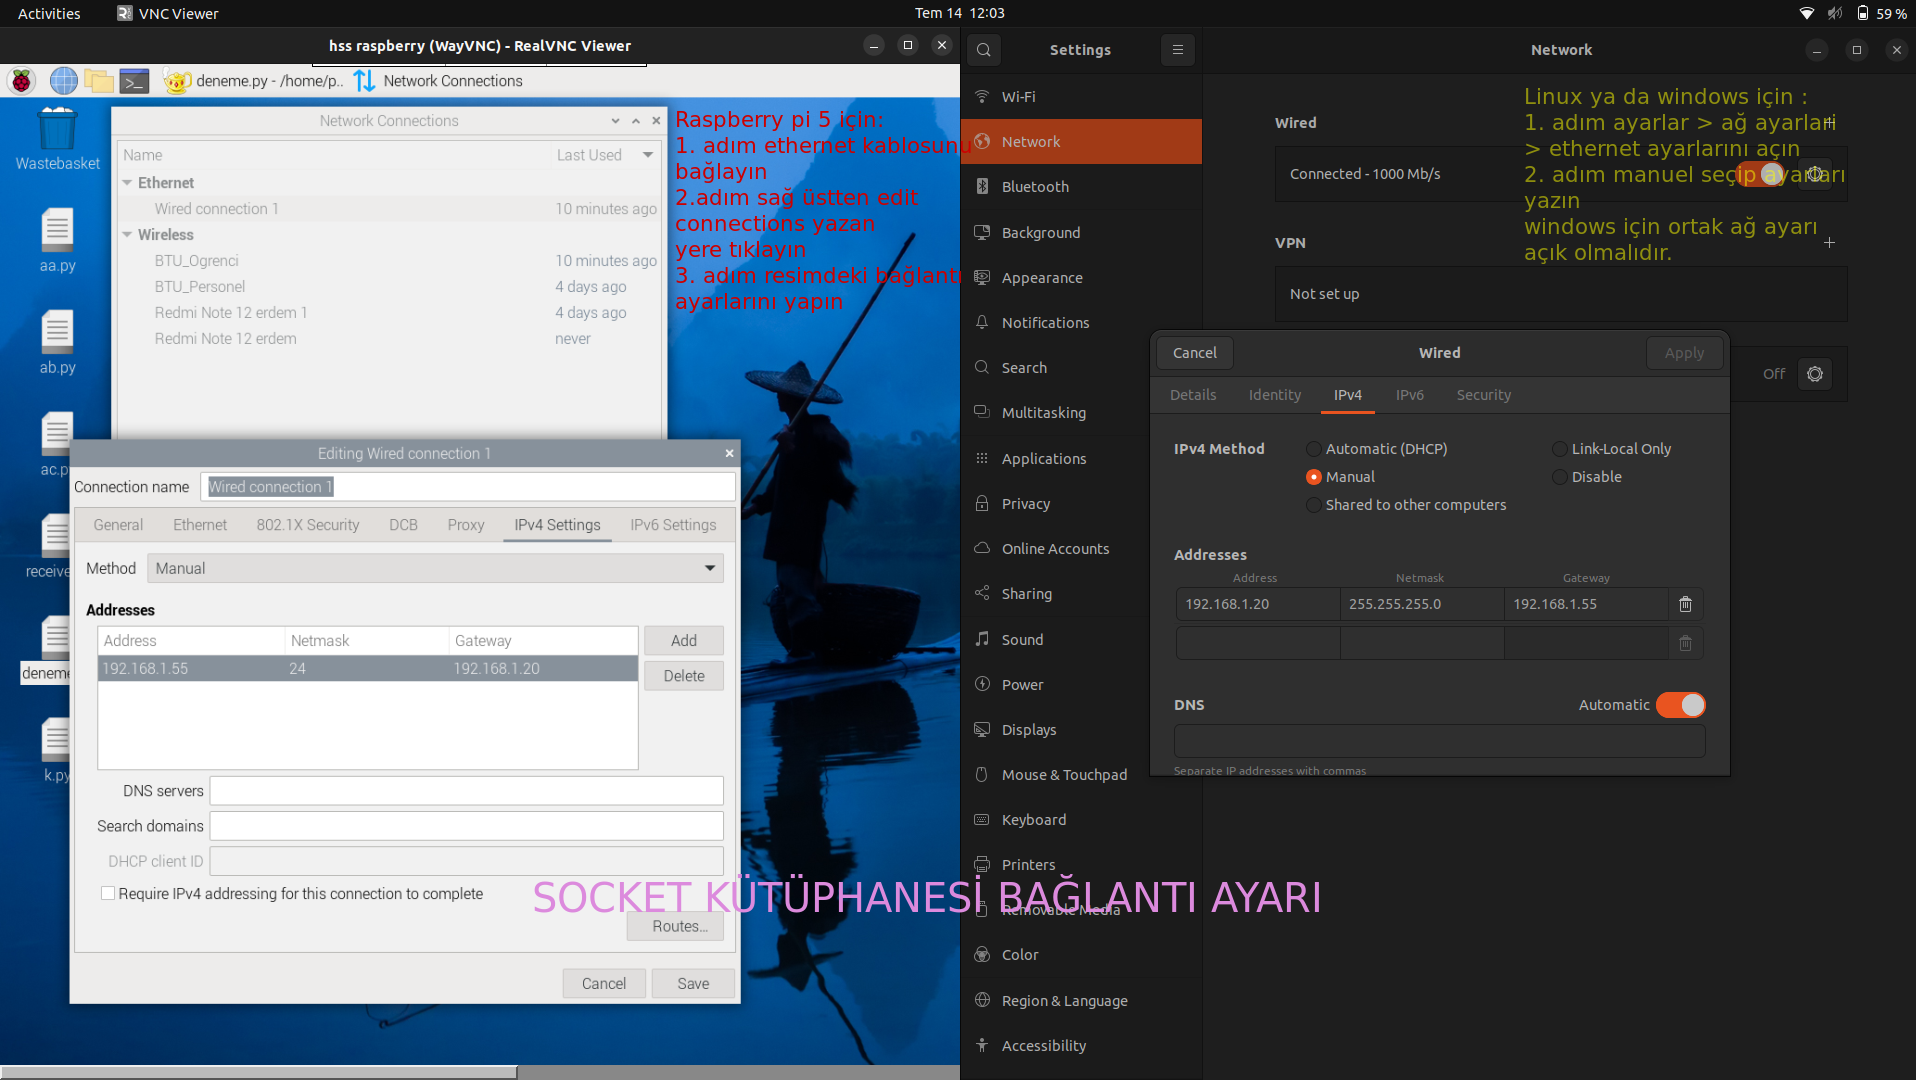 Activities
VNC Viewer
Tem 14 12:03
59 %
hss raspberry (WayVNC) - RealVNC Viewer
deneme.py - /home/p..
Network Connections
Wastebasket
aa.py
ab.py
ac.p
receive
deneme
k.py
Network Connections
Name
Last Used
Ethernet
Wired connection 1
10 minutes ago
Wireless
BTU_Ogrenci
10 minutes ago
BTU_Personel
4 days ago
Redmi Note 12 erdem 1
4 days ago
Redmi Note 12 erdem
never
Raspberry pi 5 için:
1. adım ethernet kablosunu
bağlayın
2.adım sağ üstten edit
connections yazan
yere tıklayın
3. adım resimdeki bağlantı
ayarlarını yapın
Editing Wired connection 1
Connection name
Wired connection 1
General
Ethernet
802.1X Security
DCB
Proxy
IPv4 Settings
IPv6 Settings
Method
Manual
Addresses
Address
Netmask
Gateway
192.168.1.55
24
192.168.1.20
Add
Delete
DNS servers
Search domains
DHCP client ID
Require IPv4 addressing for this connection to complete
Routes...
Cancel
Save
SOCKET KÜTÜPHANESİ BAĞLANTI AYARI
Settings
Wi-Fi
Network
Bluetooth
Background
Appearance
Notifications
Search
Multitasking
Applications
Privacy
Online Accounts
Sharing
Sound
Power
Displays
Mouse & Touchpad
Keyboard
Printers
Removable Media
Color
Region & Language
Accessibility
Network
Wired
Connected - 1000 Mb/s
VPN
Not set up
Off
Linux ya da windows için :
1. adım ayarlar > ağ ayarlari
> ethernet ayarlarını açın
2. adım manuel seçip ayarları
yazın
windows için ortak ağ ayarı
açık olmalıdır.
Cancel
Wired
Apply
Details
Identity
IPv4
IPv6
Security
IPv4 Method
Automatic (DHCP)
Link-Local Only
Manual
Disable
Shared to other computers
Addresses
Address
Netmask
Gateway
192.168.1.20
255.255.255.0
192.168.1.55
DNS
Automatic
Separate IP addresses with commas